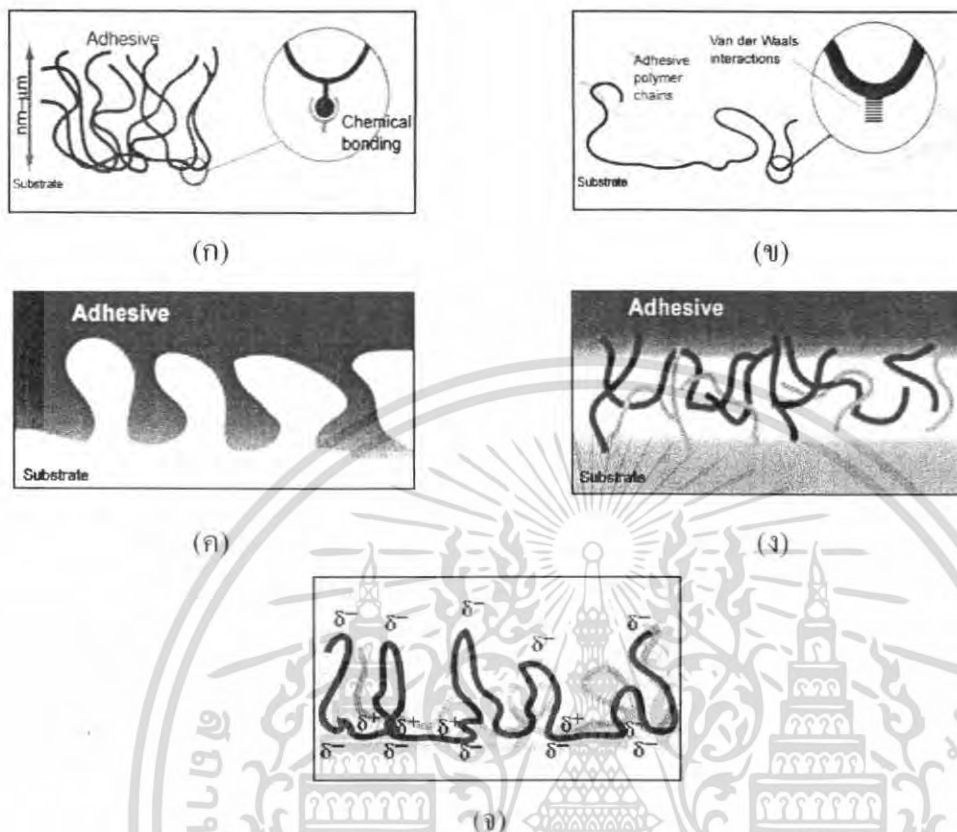 Adhesive
nm–μm
Chemical
bonding
Substrate
(ก)
Adhesive
polymer
chains
Van der Waals
interactions
Substrate
(ข)
Adhesive
Substrate
(ค)
Adhesive
Substrate
(ง)
δ⁻ δ⁻ δ⁻ δ⁻ δ⁻
δ⁺ δ⁺ δ⁺ δ⁺
δ⁻ δ⁻ δ⁻ δ⁻ δ⁻ δ⁻
(จ)